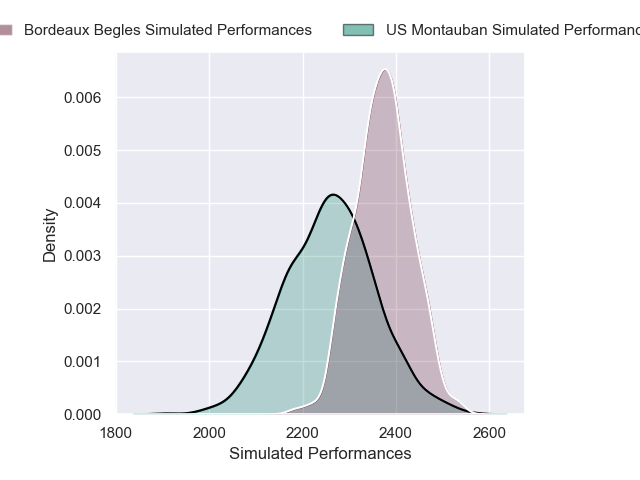 Bordeaux Begles Simulated Performances
US Montauban Simulated
0.006
0.005
0.004
0.003
0.002
0.001
0.000
Density
1800 2000 2200 2400 2600
Simulated Performances